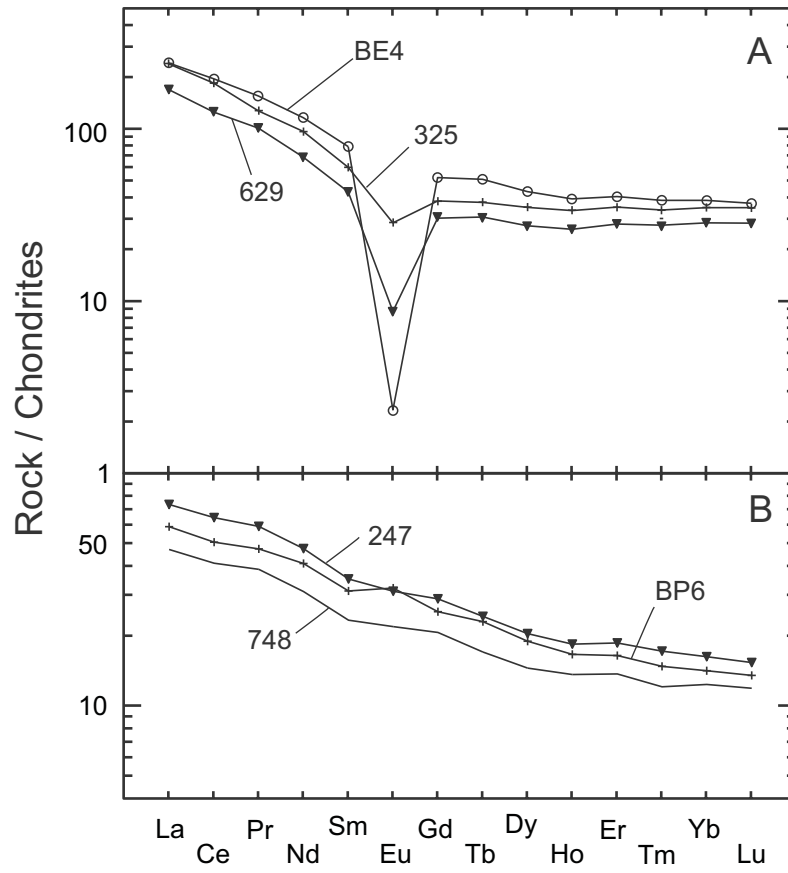 A
BE4
100
325
629
10
Rock / Chondrites
1
B
50
247
BP6
748
10
La Ce Pr Nd Sm Eu Gd Tb Dy Ho Er Tm Yb Lu